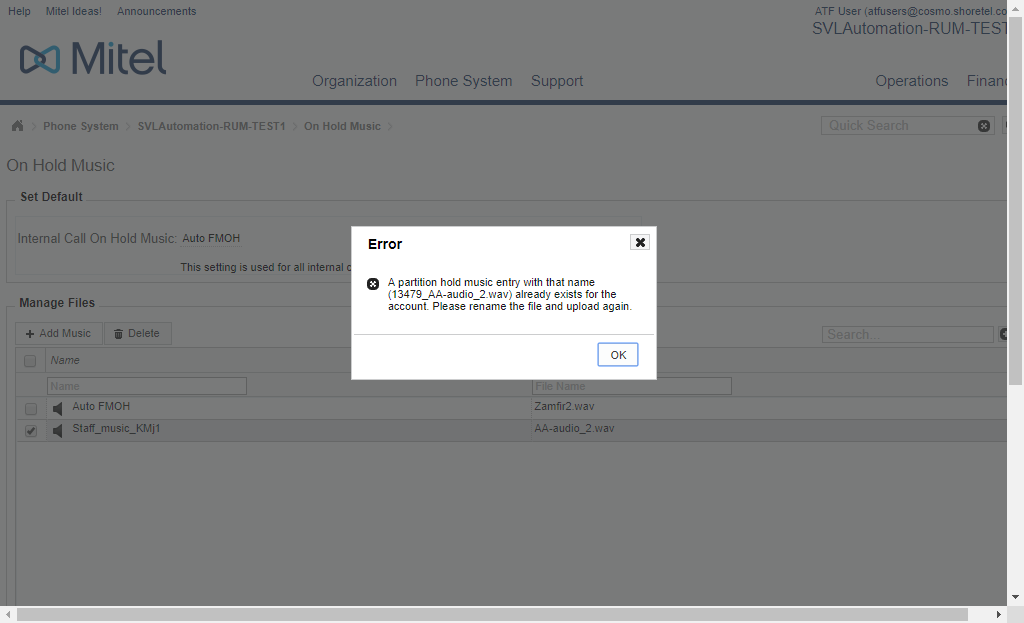 Help Mitel Ideas! Announcements
ATF User (atfusers@cosmo.shoretel.co
SVLAutomation-RUM-TEST
Mitel
Organization Phone System Support Operations Financ
Phone System SVLAutomation-RUM-TEST1 On Hold Music
Quick Search
On Hold Music
Set Default
Internal Call On Hold Music: Auto FMOH
This setting is used for all internal c
Error
A partition hold music entry with that name
(13479_AA-audio_2.wav) already exists for the
account. Please rename the file and upload again.
OK
Manage Files
Add Music Delete
Search...
Name
Name File Name
Auto FMOH Zamfir2.wav
Staff_music_KMj1 AA-audio_2.wav